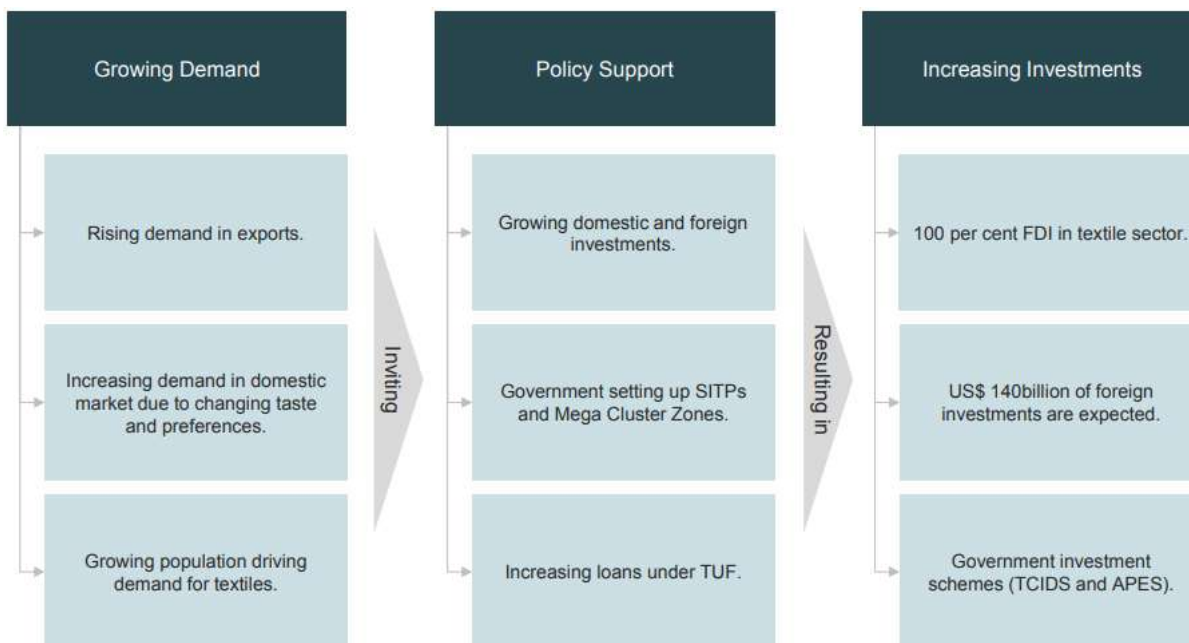 Growing Demand
Policy Support
Increasing Investments
Rising demand in exports.
Increasing demand in domestic
market due to changing taste
and preferences.
Growing population driving
demand for textiles.
Inviting
Growing domestic and foreign
investments.
Government setting up SITPs
and Mega Cluster Zones.
Increasing loans under TUF.
Resulting in
100 per cent FDI in textile sector.
US$ 140billion of foreign
investments are expected.
Government investment
schemes (TCIDS and APES).